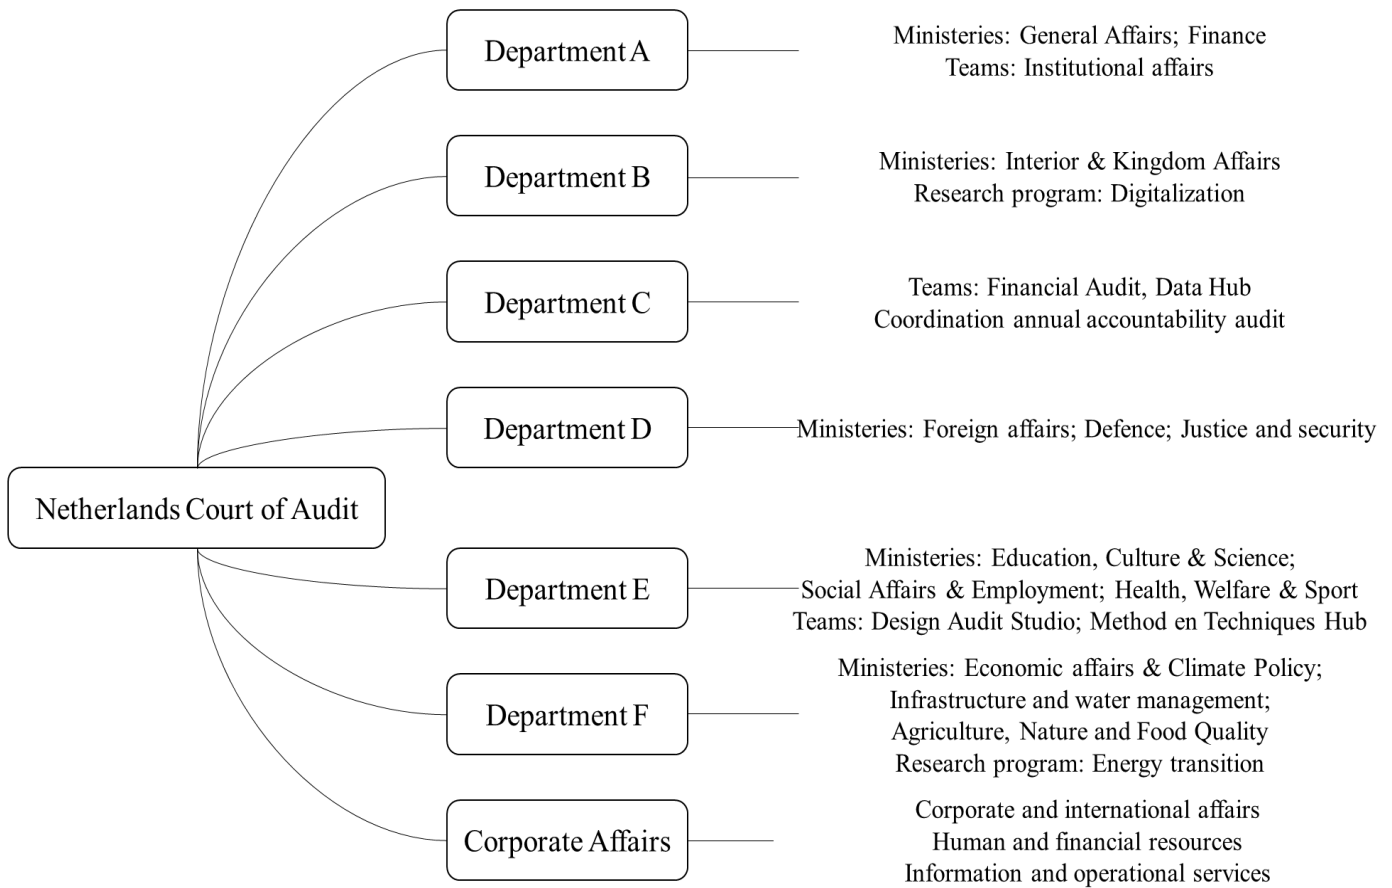 Department A
Ministeries: General Affairs; Finance
Teams: Institutional affairs
Department B
Ministeries: Interior & Kingdom Affairs
Research program: Digitalization
Department C
Teams: Financial Audit, Data Hub
Coordination annual accountability audit
Department D
Ministeries: Foreign affairs; Defence; Justice and security
Netherlands Court of Audit
Department E
Ministeries: Education, Culture & Science;
Social Affairs & Employment; Health, Welfare & Sport
Teams: Design Audit Studio; Method en Techniques Hub
Department F
Ministeries: Economic affairs & Climate Policy;
Infrastructure and water management;
Agriculture, Nature and Food Quality
Research program: Energy transition
Corporate Affairs
Corporate and international affairs
Human and financial resources
Information and operational services